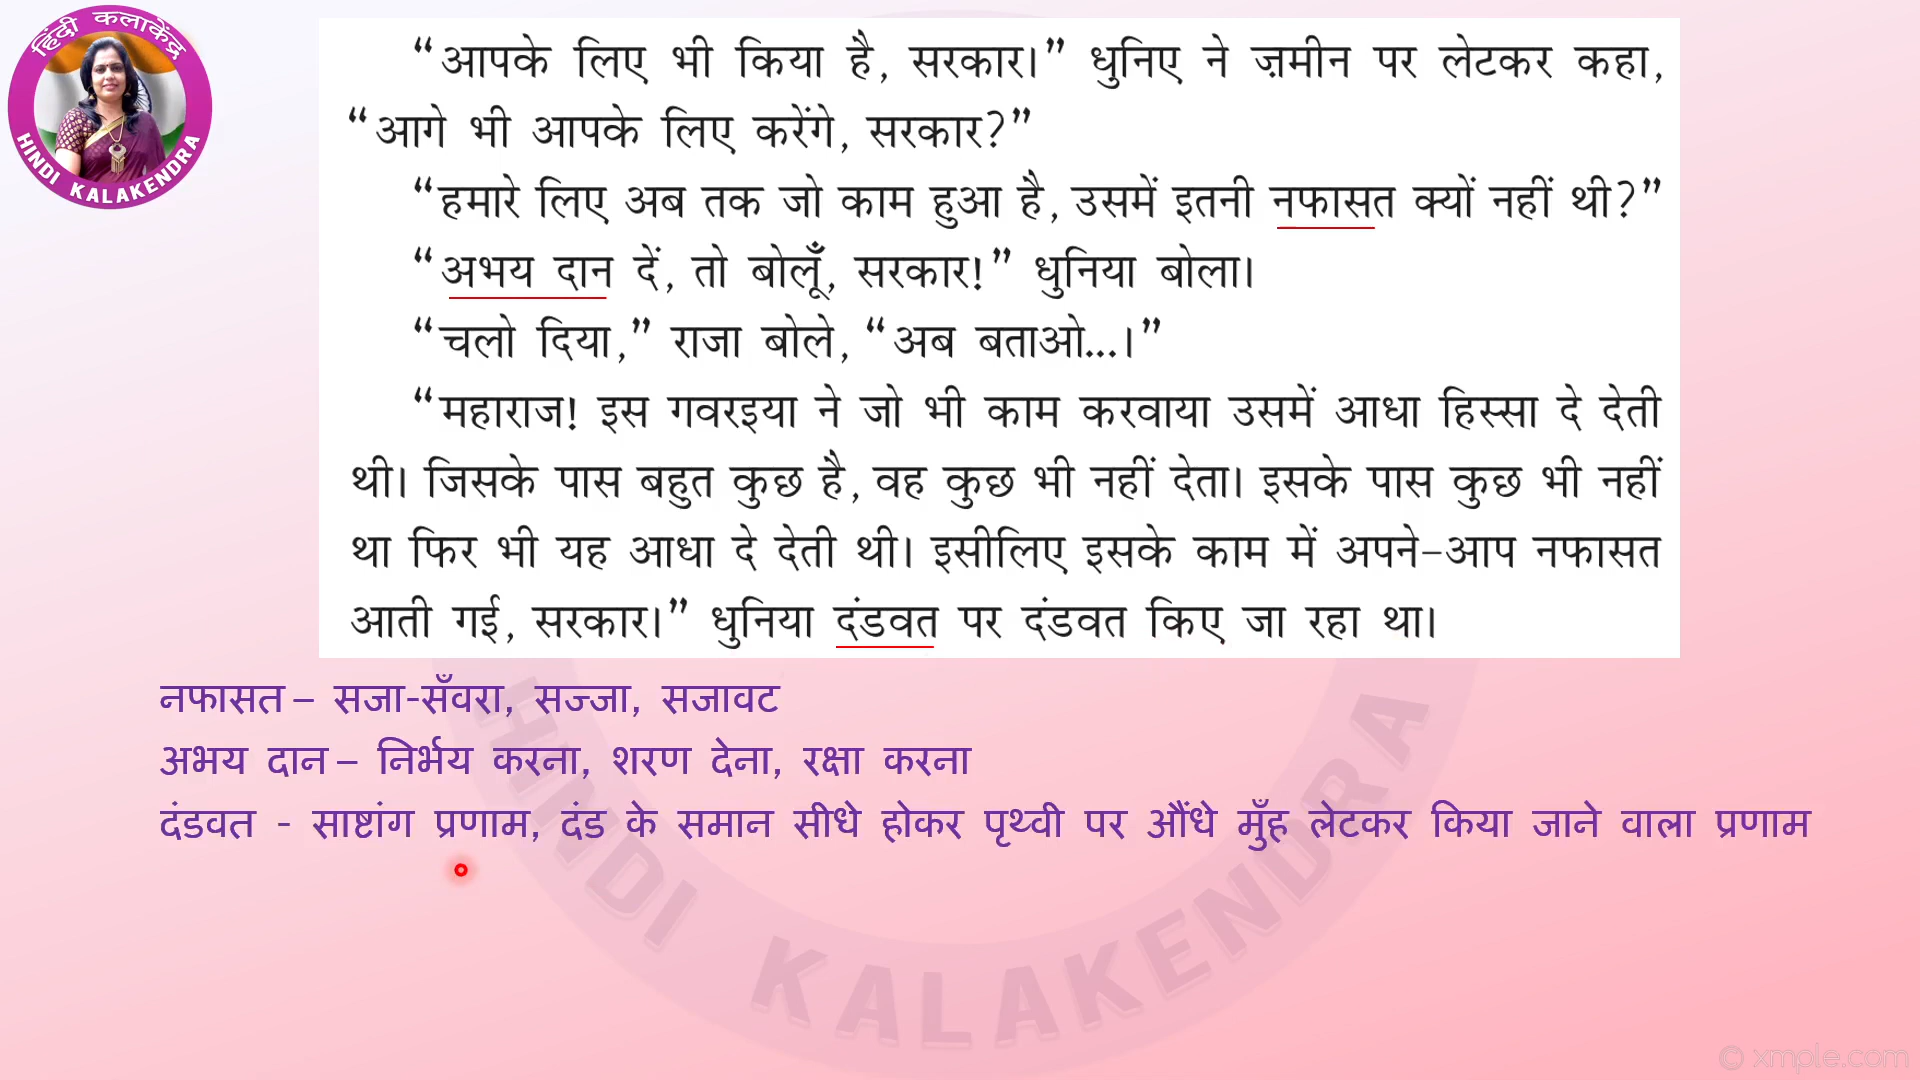 हिंदी कलाकेंद्र
HINDI KALAKENDRA
“आपके लिए भी किया है, सरकार।” धुनिए ने ज़मीन पर लेटकर कहा,
“आगे भी आपके लिए करेंगे, सरकार?”
“हमारे लिए अब तक जो काम हुआ है, उसमें इतनी नफासत क्यों नहीं थी?”
“अभय दान दें, तो बोलूँ, सरकार!” धुनिया बोला।
“चलो दिया,” राजा बोले, “अब बताओ...।”
“महाराज! इस गवरइया ने जो भी काम करवाया उसमें आधा हिस्सा दे देती
थी। जिसके पास बहुत कुछ है, वह कुछ भी नहीं देता। इसके पास कुछ भी नहीं
था फिर भी यह आधा दे देती थी। इसीलिए इसके काम में अपने–आप नफासत
आती गई, सरकार।” धुनिया दंडवत पर दंडवत किए जा रहा था।
नफासत – सजा-सँवरा, सज्जा, सजावट
अभय दान – निर्भय करना, शरण देना, रक्षा करना
दंडवत - साष्टांग प्रणाम, दंड के समान सीधे होकर पृथ्वी पर औंधे मुँह लेटकर किया जाने वाला प्रणाम
HINDI KALAKENDRA
© xmple.com